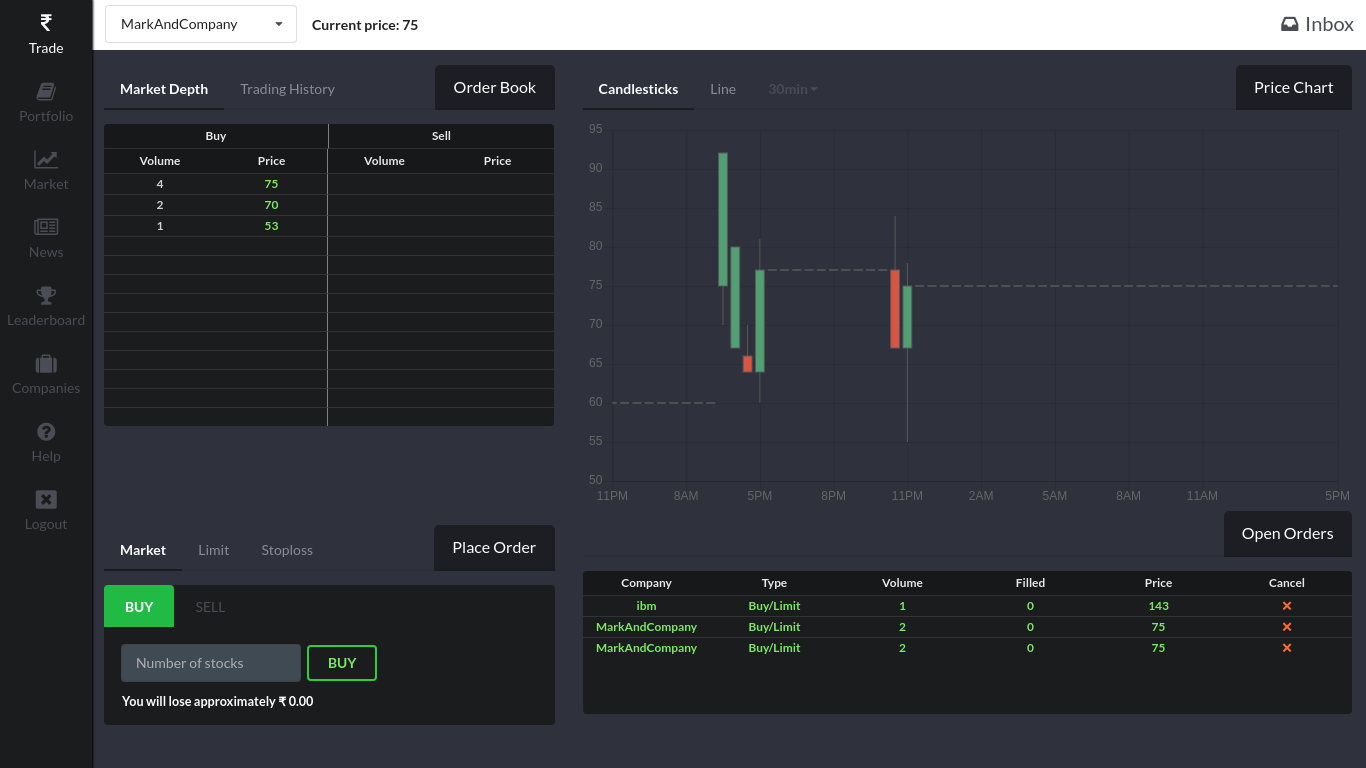 ₹
Trade
Portfolio
Market
News
Leaderboard
Companies
Help
Logout
MarkAndCompany
Current price: 75
Inbox
Market Depth Trading History Order Book
Buy Sell
Volume Price Volume Price
4 75
2 70
1 53
Candlesticks Line 30min Price Chart
95
90
85
80
75
70
65
60
55
50
11PM 8AM 5PM 8PM 11PM 2AM 5AM 8AM 11AM 5PM
Market Limit Stoploss Place Order
BUY SELL
Number of stocks BUY
You will lose approximately ₹ 0.00
Open Orders
Company Type Volume Filled Price Cancel
ibm Buy/Limit 1 0 143
MarkAndCompany Buy/Limit 2 0 75
MarkAndCompany Buy/Limit 2 0 75